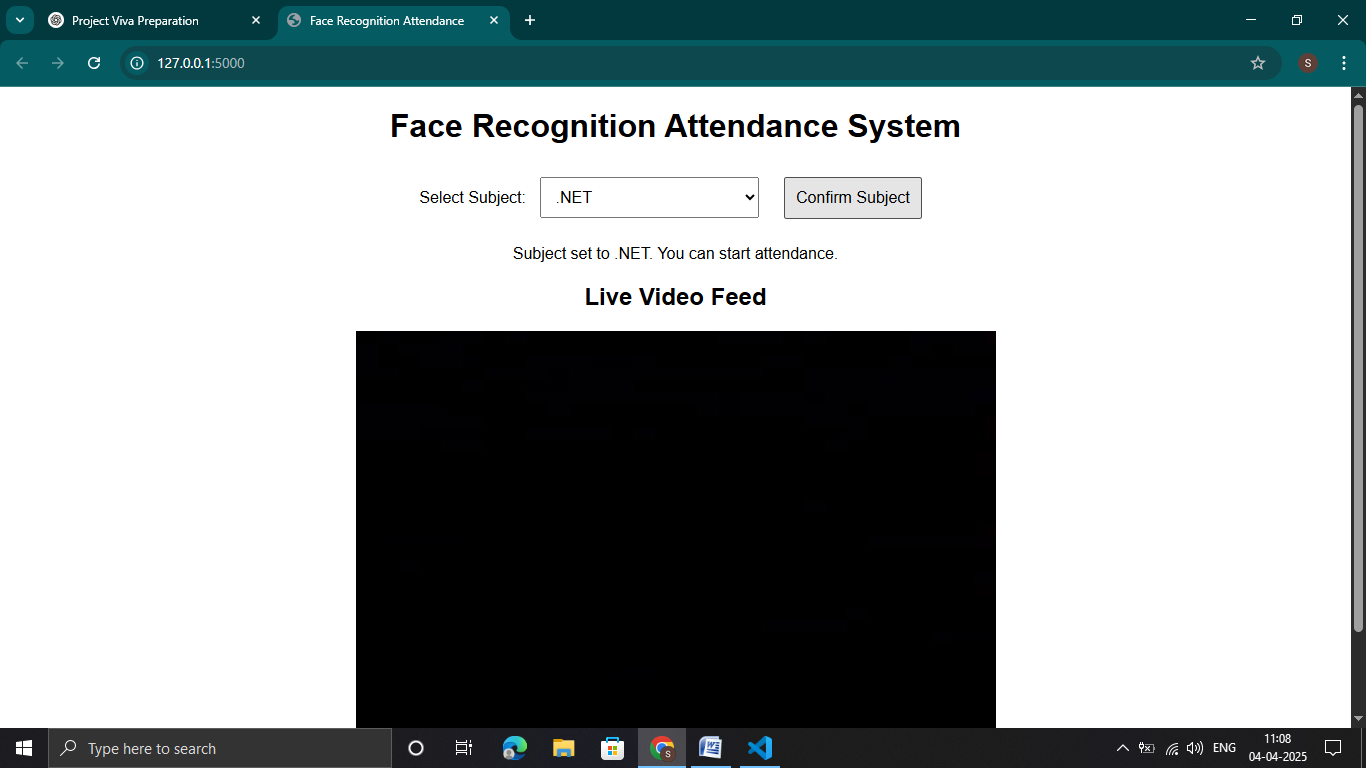 Project Viva Preparation
Face Recognition Attendance
127.0.0.1:5000
S
Face Recognition Attendance System
Select Subject:
.NET
Confirm Subject
Subject set to .NET. You can start attendance.
Live Video Feed
Type here to search
ENG
11:08
04-04-2025